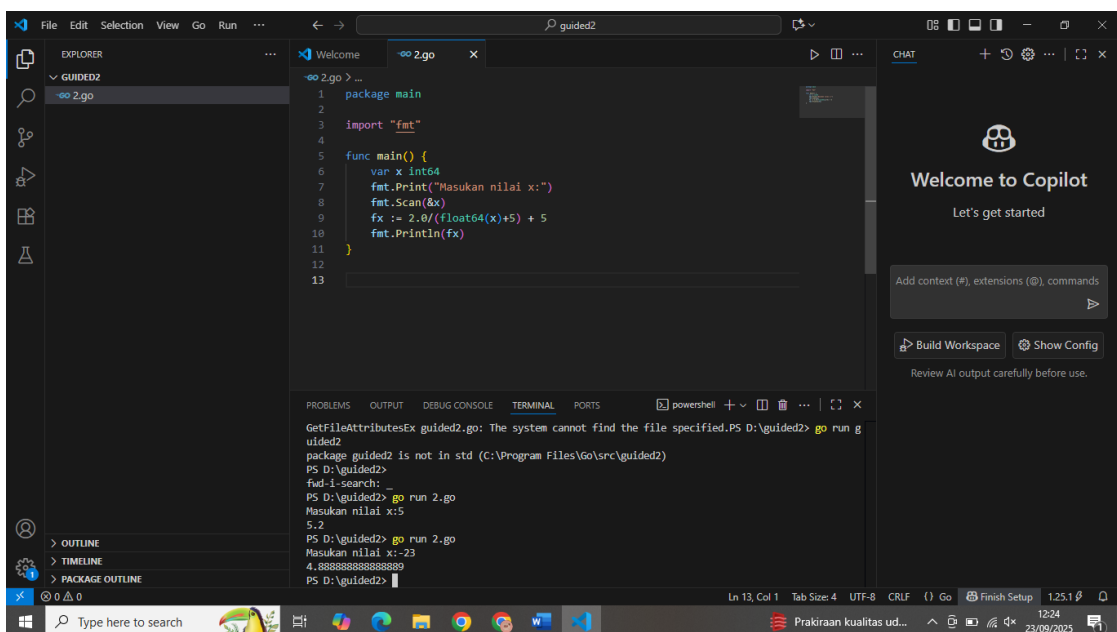 File Edit Selection View Go Run ···
guided2
EXPLORER ···
GUIDED2
2.go
OUTLINE
TIMELINE
PACKAGE OUTLINE
Welcome
2.go
2.go > ...
1 package main
2
3 import "fmt"
4
5 func main() {
6 var x int64
7 fmt.Print("Masukan nilai x:")
8 fmt.Scan(&x)
9 fx := 2.0/(float64(x)+5) + 5
10 fmt.Println(fx)
11 }
12
13
PROBLEMS OUTPUT DEBUG CONSOLE TERMINAL PORTS powershell
GetFileAttributesEx guided2.go: The system cannot find the file specified.PS D:\guided2> go run g
uided2
package guided2 is not in std (C:\Program Files\Go\src\guided2)
PS D:\guided2>
fwd-i-search: _
PS D:\guided2> go run 2.go
Masukan nilai x:5
5.2
PS D:\guided2> go run 2.go
Masukan nilai x:-23
4.888888888888889
PS D:\guided2>
CHAT
Welcome to Copilot
Let's get started
Add context (#), extensions (@), commands
Build Workspace Show Config
Review AI output carefully before use.
0 0 Ln 13, Col 1 Tab Size: 4 UTF-8 CRLF {} Go Finish Setup 1.25.1
Type here to search
Prakiraan kualitas ud...
12:24
23/09/2025